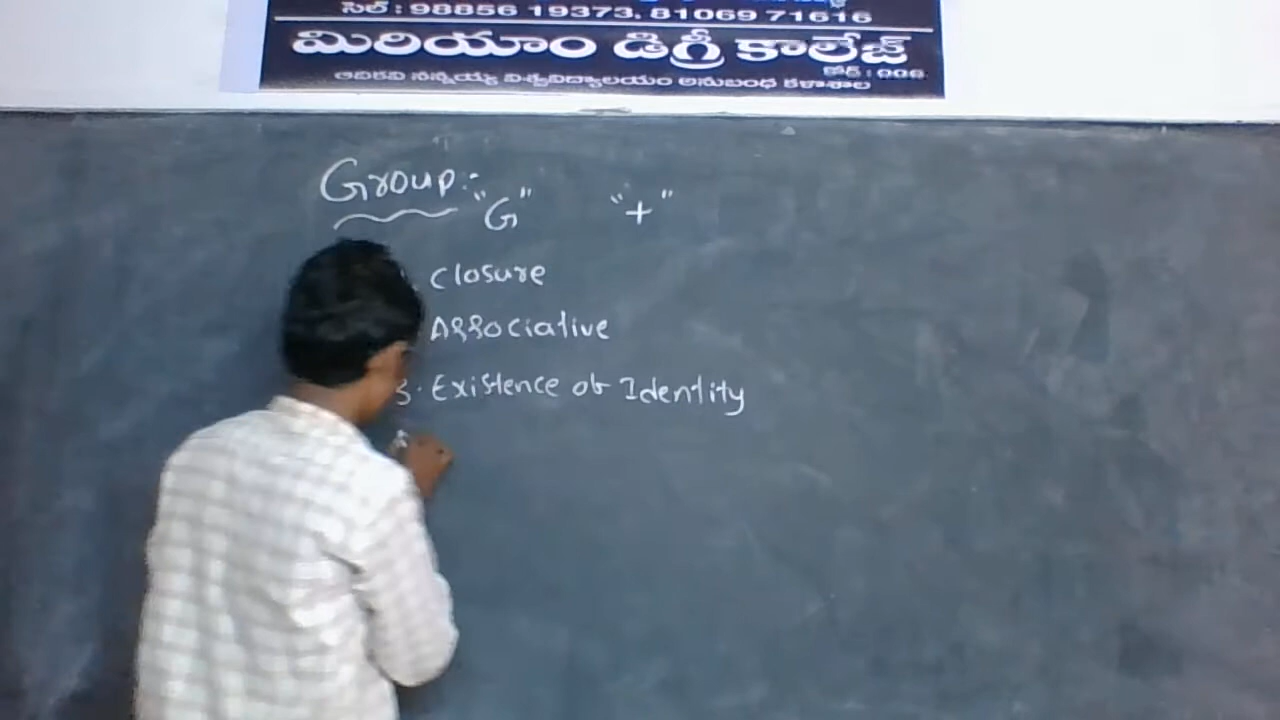 సెల్ : 98856 19373, 81069 71616
మిరియాం డిగ్రీ కాలేజ్
కోడ్ :
ఆదికవి నన్నయ్య విశ్వవిద్యాలయం అనుబంధ కళాశాల
Group:-
"G" "+"
Closure
Associative
3. Existence of Identity